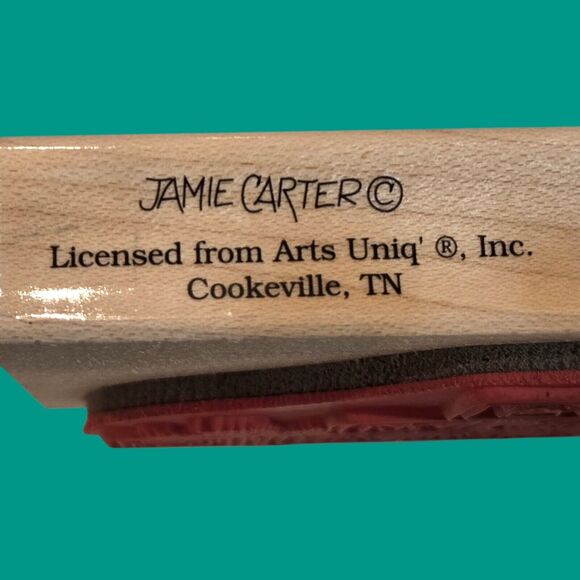 JAMIE CARTER ©
Licensed from Arts Uniq' ®, Inc.
Cookeville, TN